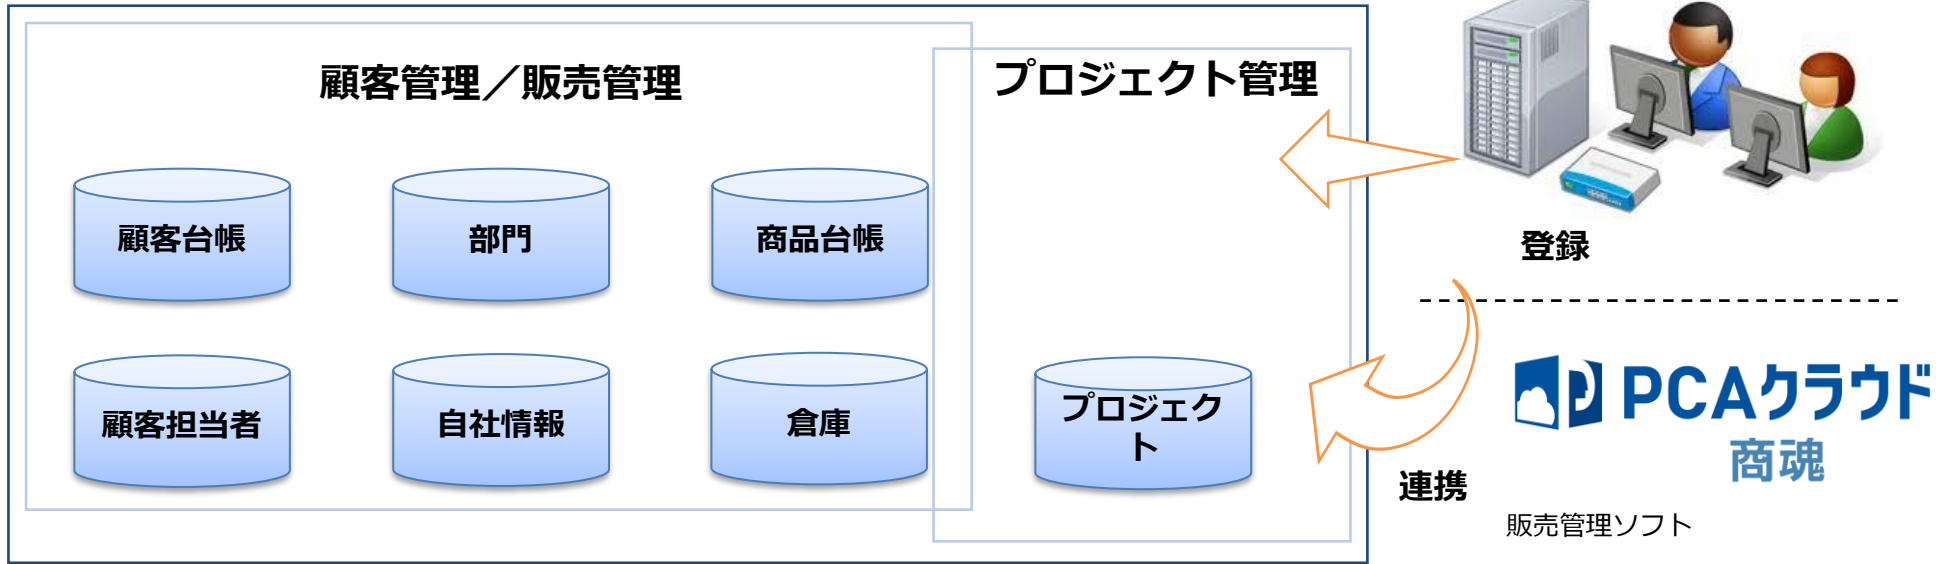 顧客管理／販売管理
プロジェクト管理
顧客台帳
部門
商品台帳
登録
顧客担当者
自社情報
倉庫
プロジェク
ト
PCAクラウド
商魂
連携
販売管理ソフト